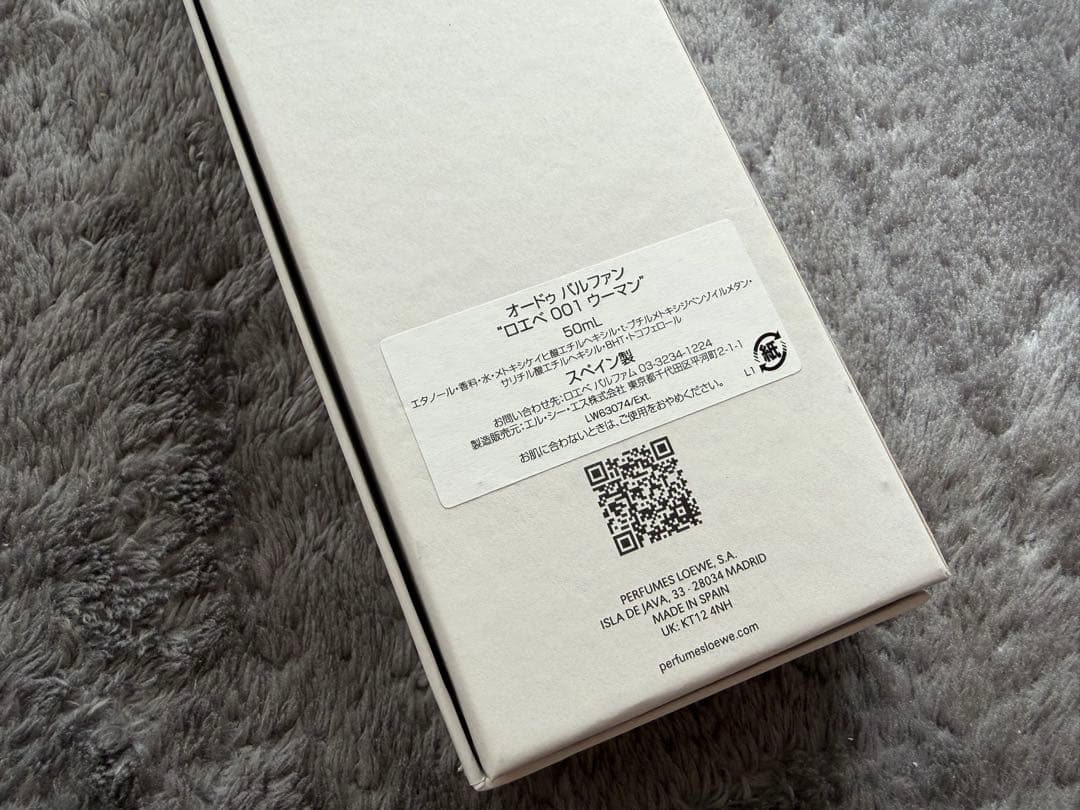 オードゥ パルファン
"ロエベ 001 ウーマン"
50mL
エタノール・香料・水・メトキシケイヒ酸エチルヘキシル・t-ブチルメトキシジベンゾイルメタン・
サリチル酸エチルヘキシル・BHT・トコフェロール
スペイン製
お問い合わせ先:ロエベ パルファム 03-3234-1224
製造販売元:エル・シー・エス株式会社 東京都千代田区平河町2-1-1
LW63074/Ext.
お肌に合わないときは、ご使用をおやめください。
L1
紙
PERFUMES LOEWE, S.A.
ISLA DE JAVA, 33 - 28034 MADRID
MADE IN SPAIN
UK: KT12 4NH
perfumesloewe.com